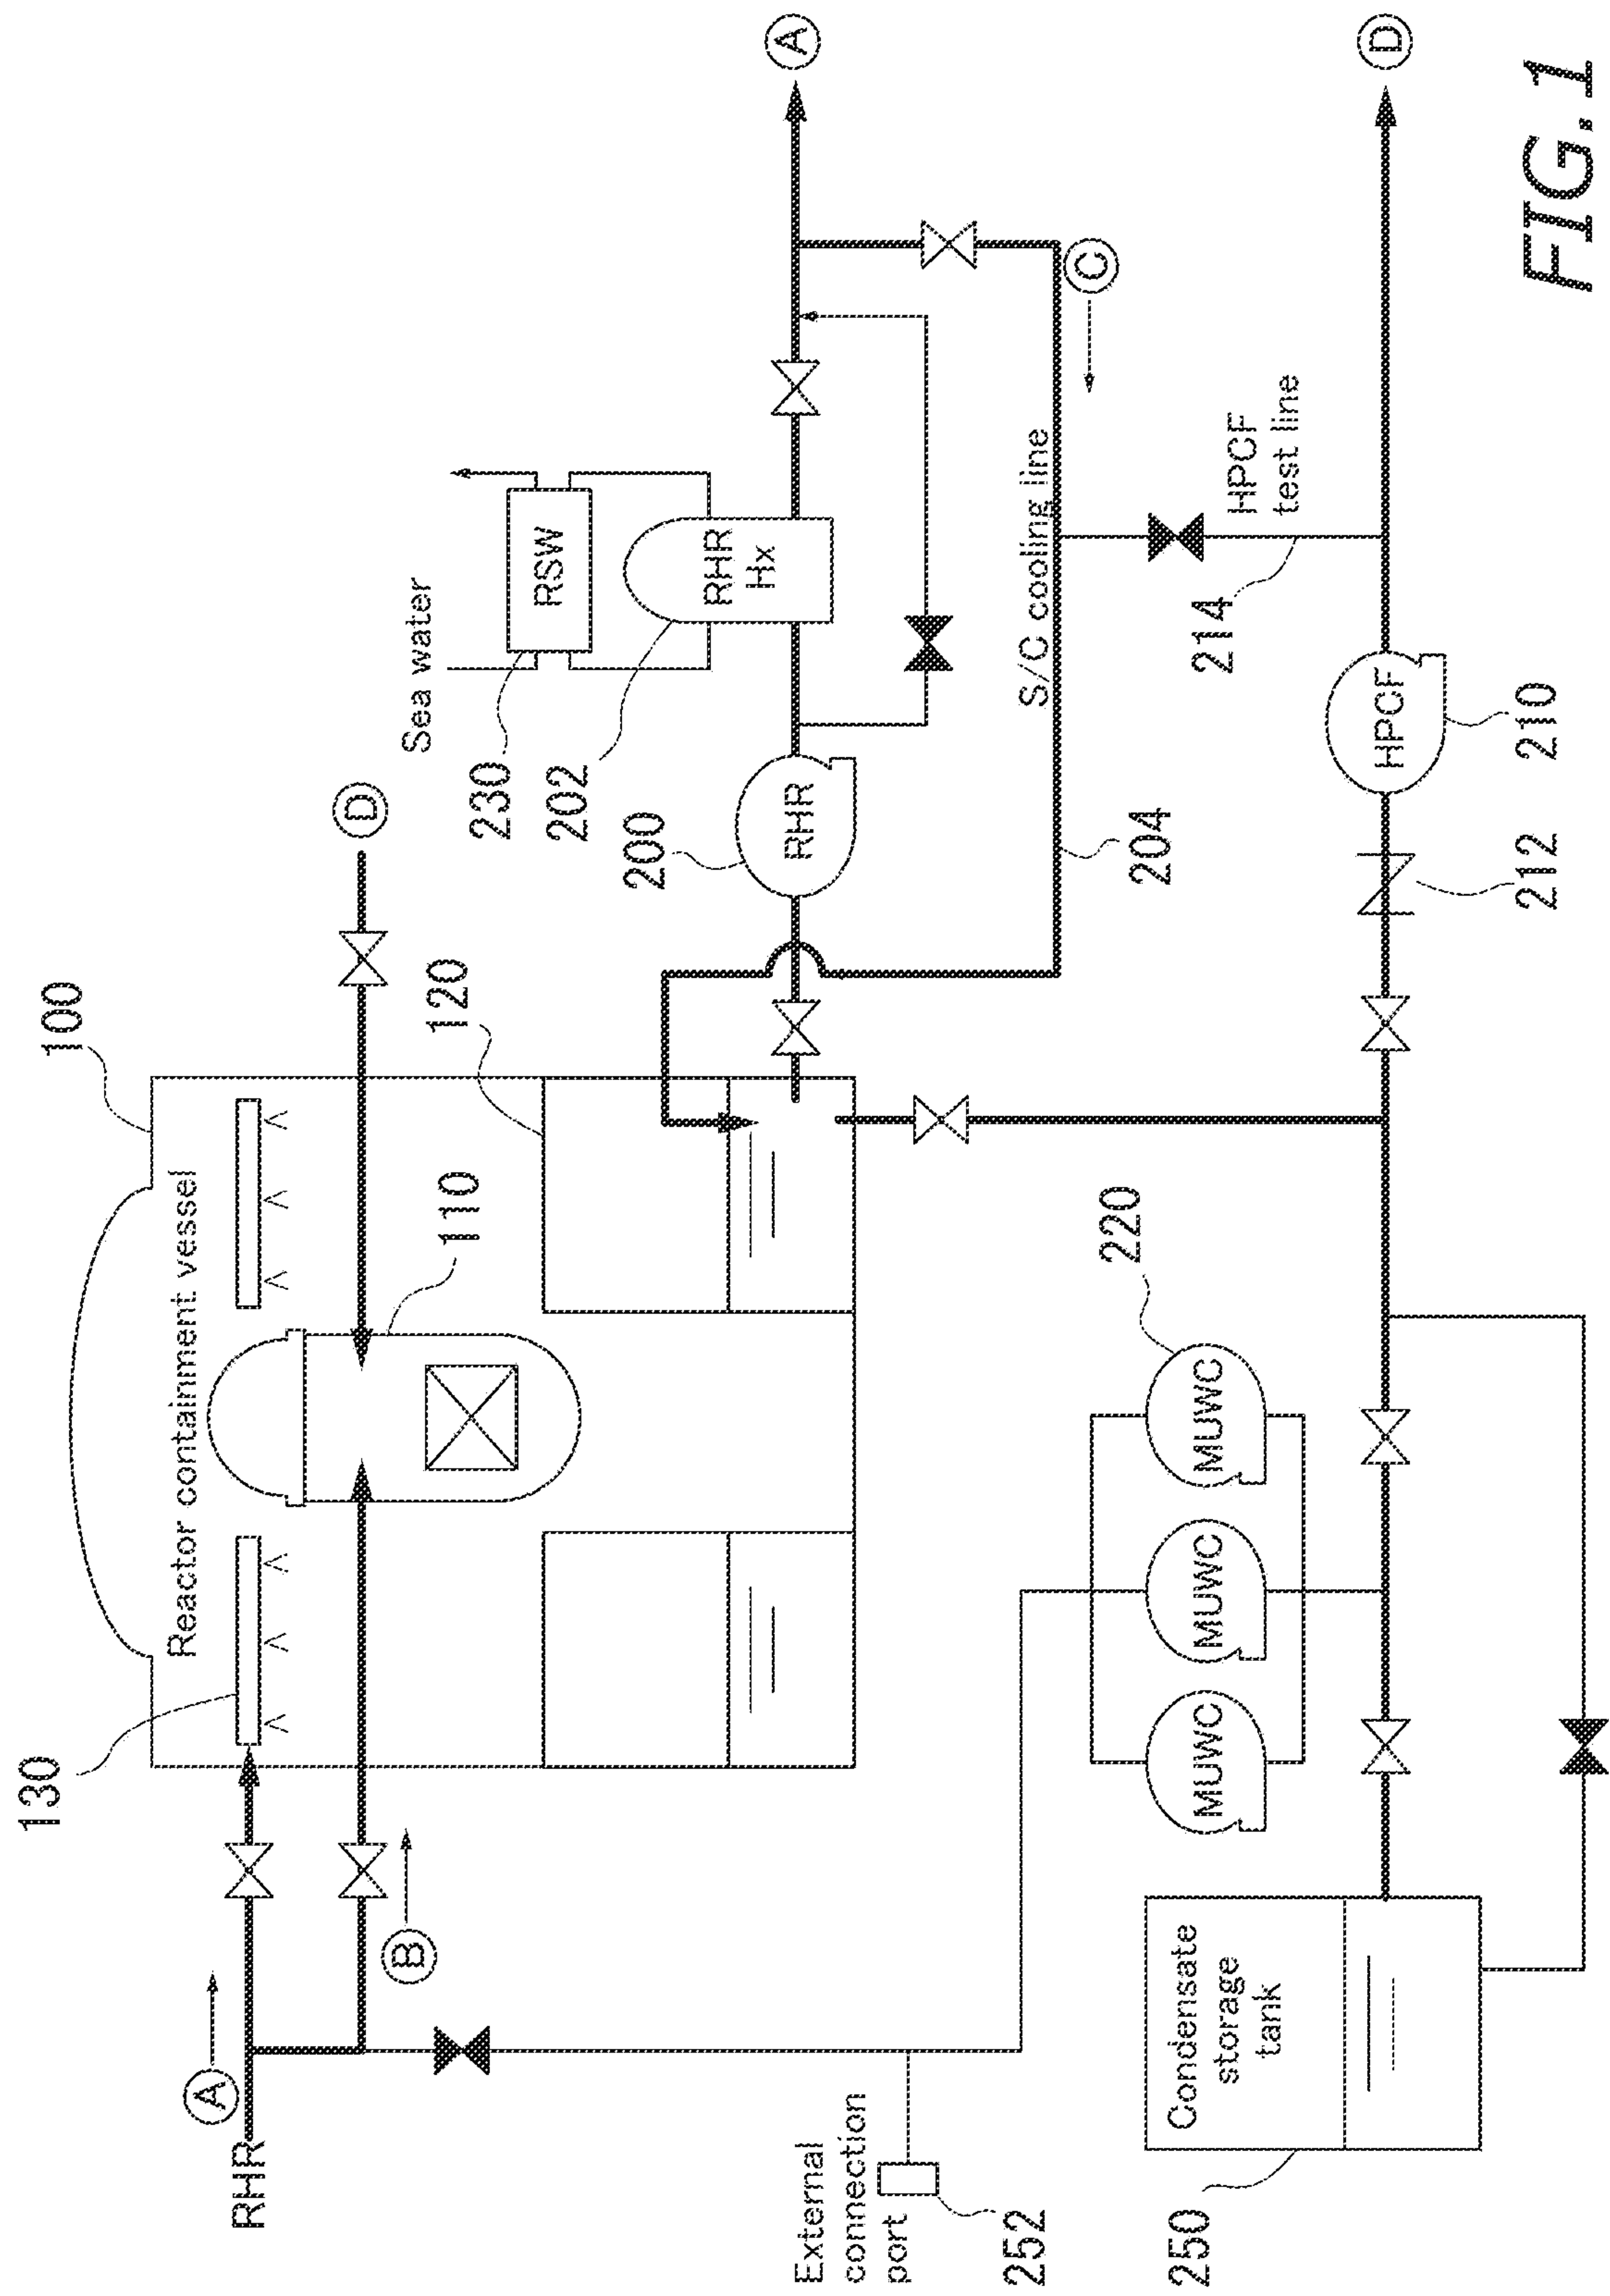 100
Reactor containment vessel
130
A
RHR
B
110
120
D
Sea water
230
RSW
202
RHR
Hx
200
RHR
A
S/C cooling line
204
C
External
connection
port
252
220
MUWC
MUWC
MUWC
Condensate
storage
tank
250
HPCF
test line
214
HPCF
210
212
D
FIG. 1